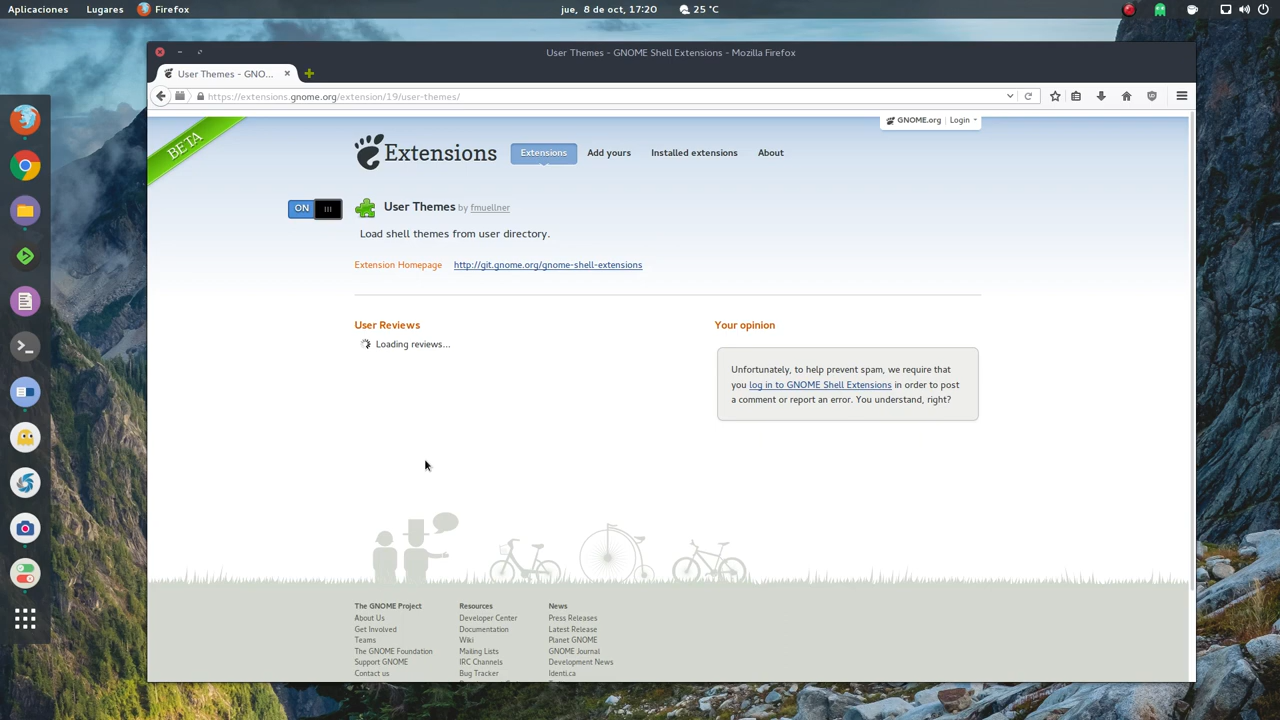 Aplicaciones Lugares Firefox jue, 8 de oct, 17:20 25 °C
User Themes - GNOME Shell Extensions - Mozilla Firefox
User Themes - GNO...
https://extensions.gnome.org/extension/19/user-themes/
BETA
GNOME.org Login
Extensions Extensions Add yours Installed extensions About
ON User Themes by fmuellner
Load shell themes from user directory.
Extension Homepage http://git.gnome.org/gnome-shell-extensions
User Reviews
Loading reviews...
Your opinion
Unfortunately, to help prevent spam, we require that
you log in to GNOME Shell Extensions in order to post
a comment or report an error. You understand, right?
The GNOME Project
About Us
Get Involved
Teams
The GNOME Foundation
Support GNOME
Contact us
Resources
Developer Center
Documentation
Wiki
Mailing Lists
IRC Channels
Bug Tracker
News
Press Releases
Latest Release
Planet GNOME
GNOME Journal
Development News
Identi.ca